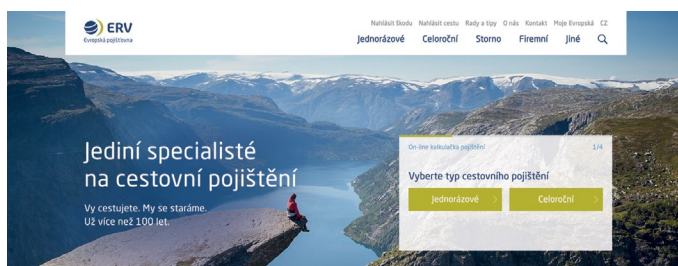 ERV
Evropská pojišťovna
Nahlásit škodu Nahlásit cestu Rady a tipy O nás Kontakt Moje Evropská CZ
Jednorázové Celoroční Storno Firemní Jiné
Jediní specialisté
na cestovní pojištění
Vy cestujete. My se staráme.
Už více než 100 let.
On-line kalkulačka pojištění 1/4
Vyberte typ cestovního pojištění
Jednorázové Celoroční